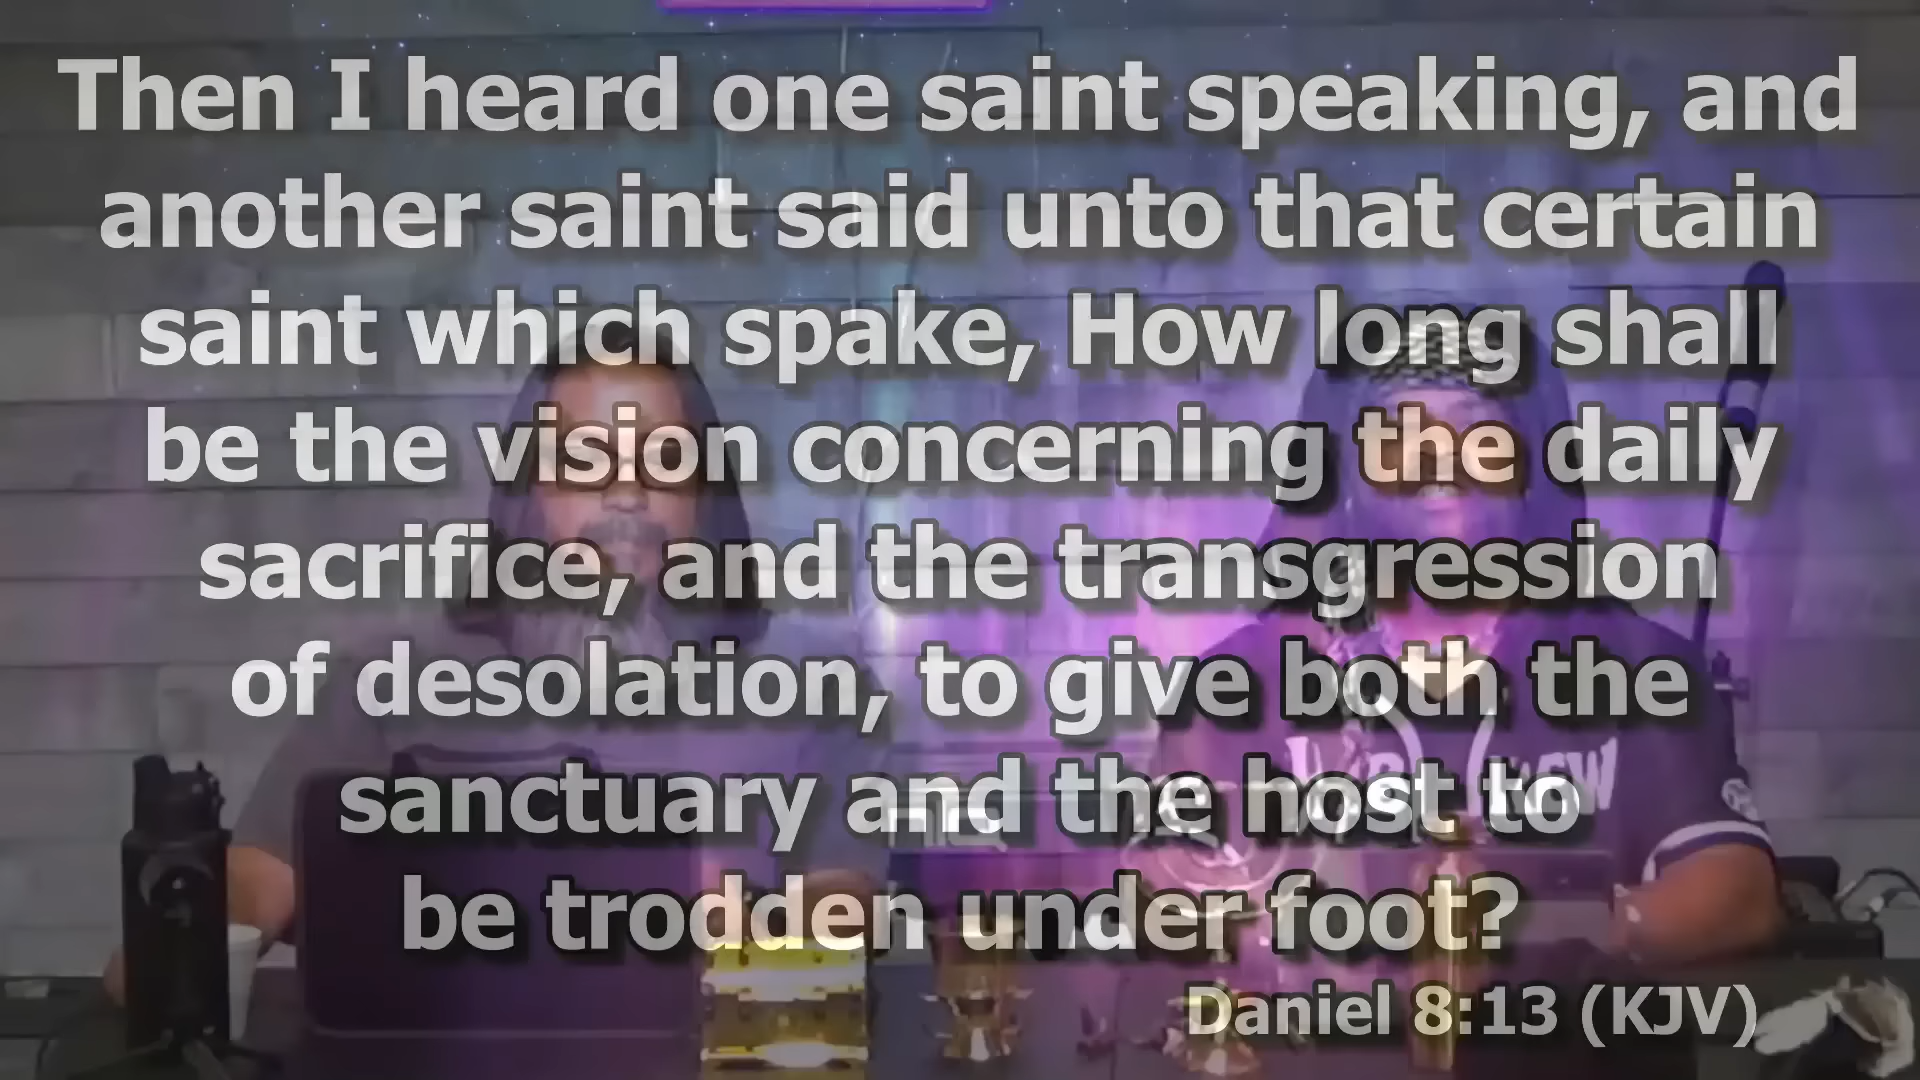 Then I heard one saint speaking, and
another saint said unto that certain
saint which spake, How long shall
be the vision concerning the daily
sacrifice, and the transgression
of desolation, to give both the
sanctuary and the host to
be trodden under foot?
Daniel 8:13 (KJV)